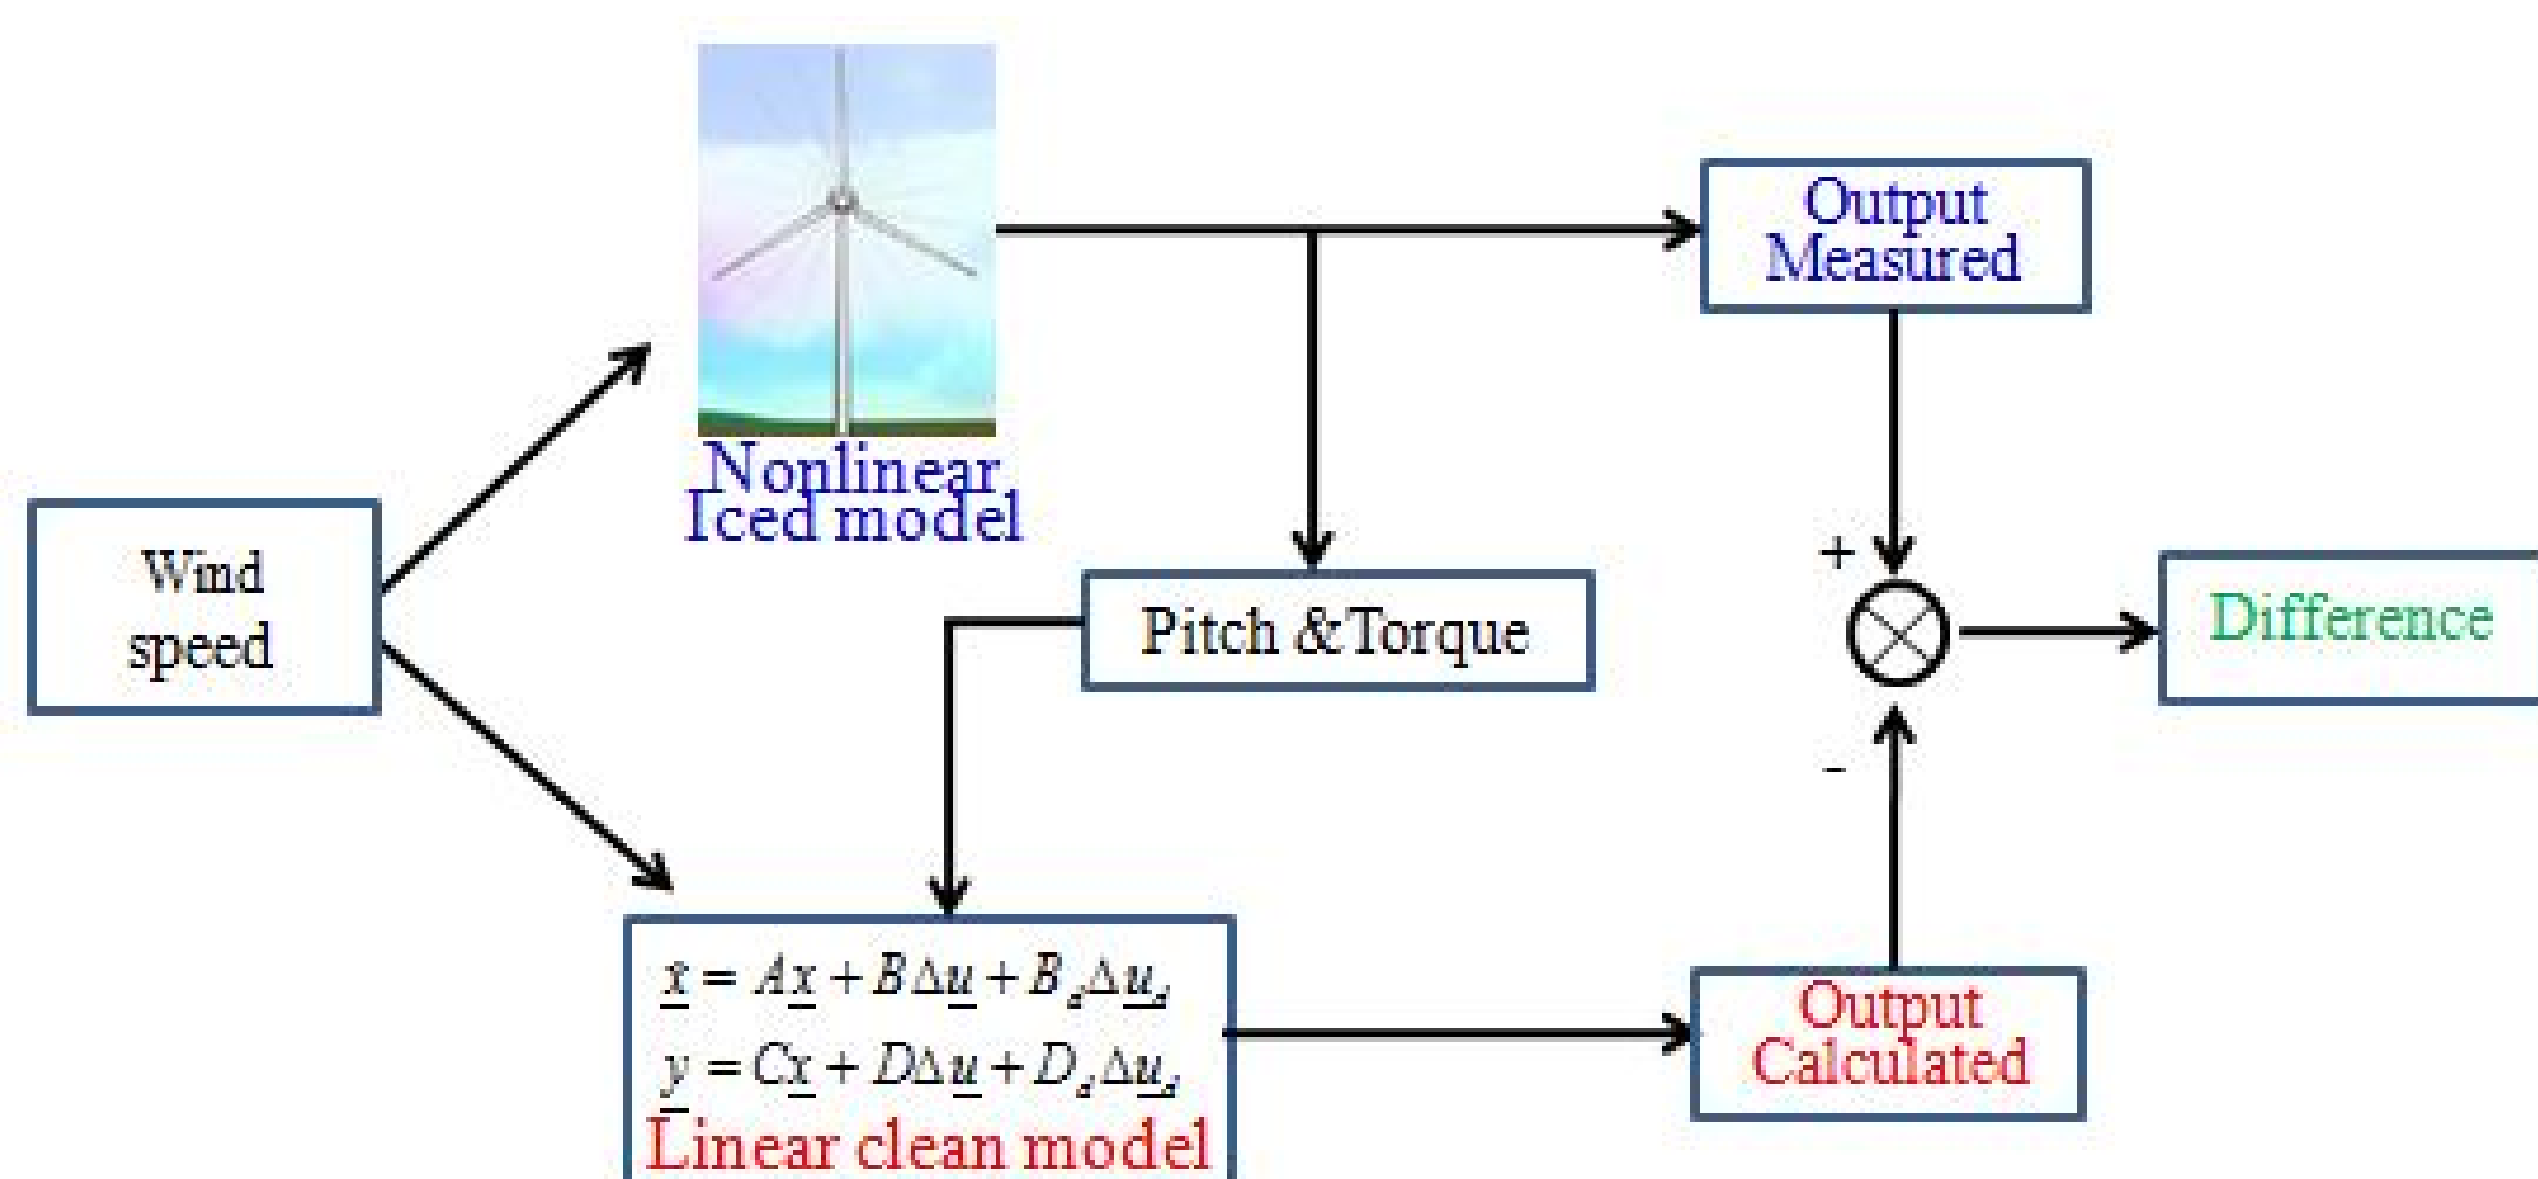 Nonlinear
Iced model
Output
Measured
Wind
speed
Pitch &Torque
+
Difference
-
ẋ = Ax + BΔu + B_dΔu_d
y = Cx + DΔu + D_dΔu_d
Linear clean model
Output
Calculated